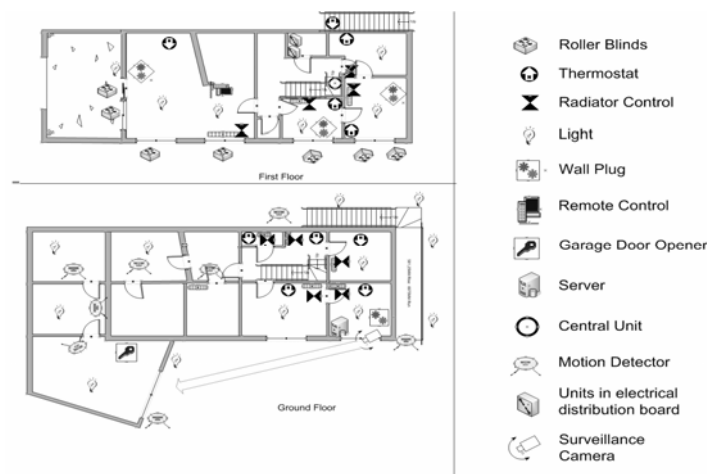 Roller Blinds
Thermostat
Radiator Control
First Floor
Light
Wall Plug
Remote Control
Garage Door Opener
Server
Central Unit
Motion Detector
Ground Floor
Units in electrical
distribution board
Surveillance
Camera